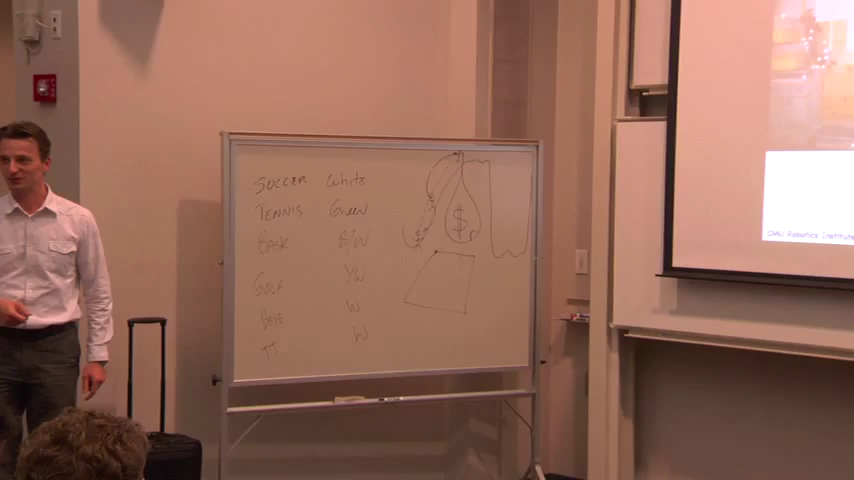 SOCCER White
TENNIS Green
BASK B/W
GOLF YW
BASE W
TT W
$
CMU Robotics Institute